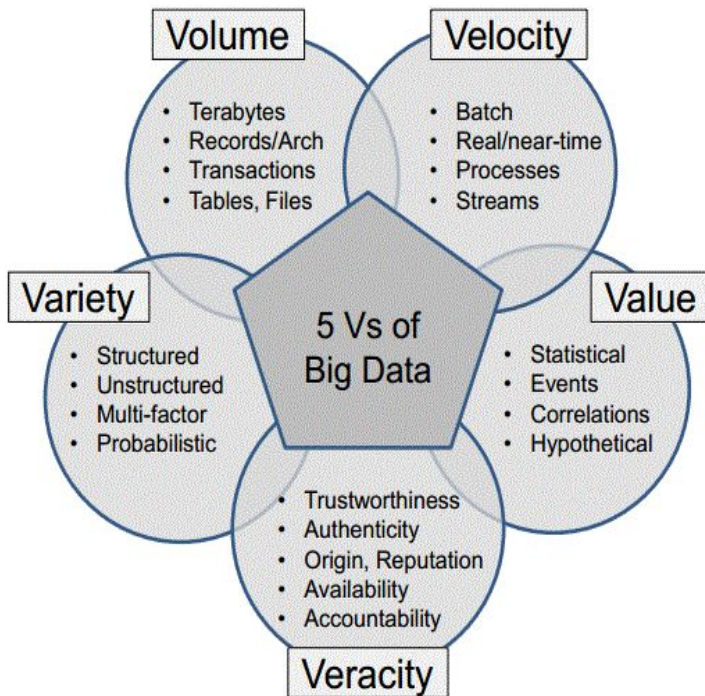 Volume
• Terabytes
• Records/Arch
• Transactions
• Tables, Files
Velocity
• Batch
• Real/near-time
• Processes
• Streams
Variety
• Structured
• Unstructured
• Multi-factor
• Probabilistic
5 Vs of
Big Data
Value
• Statistical
• Events
• Correlations
• Hypothetical
• Trustworthiness
• Authenticity
• Origin, Reputation
• Availability
• Accountability
Veracity